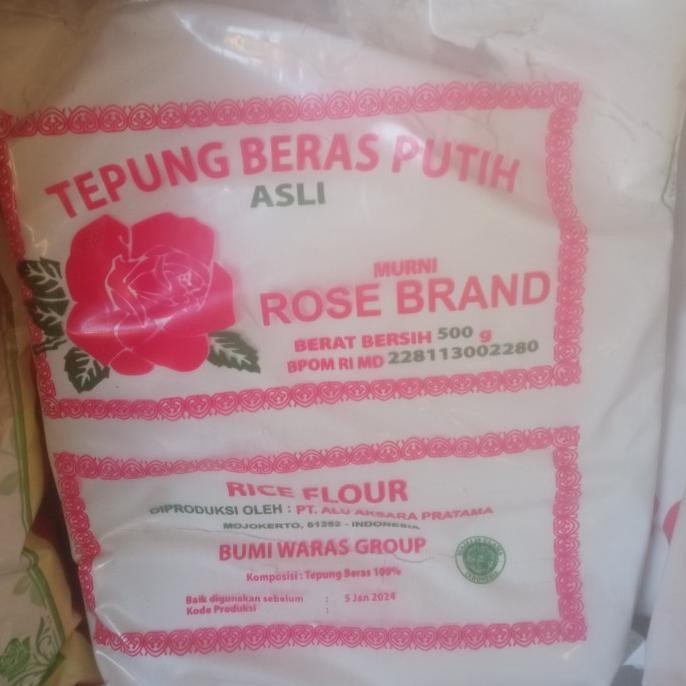 TEPUNG BERAS PUTIH
ASLI
MURNI
ROSE BRAND
BERAT BERSIH 500 g
BPOM RI MD 228113002280
RICE FLOUR
DIPRODUKSI OLEH : PT. ALU AKSARA PRATAMA
MOJOKERTO, 61352 - INDONESIA
BUMI WARAS GROUP
Komposisi : Tepung Beras 100%
Baik digunakan sebelum : 5 Jan 2024
Kode Produksi :